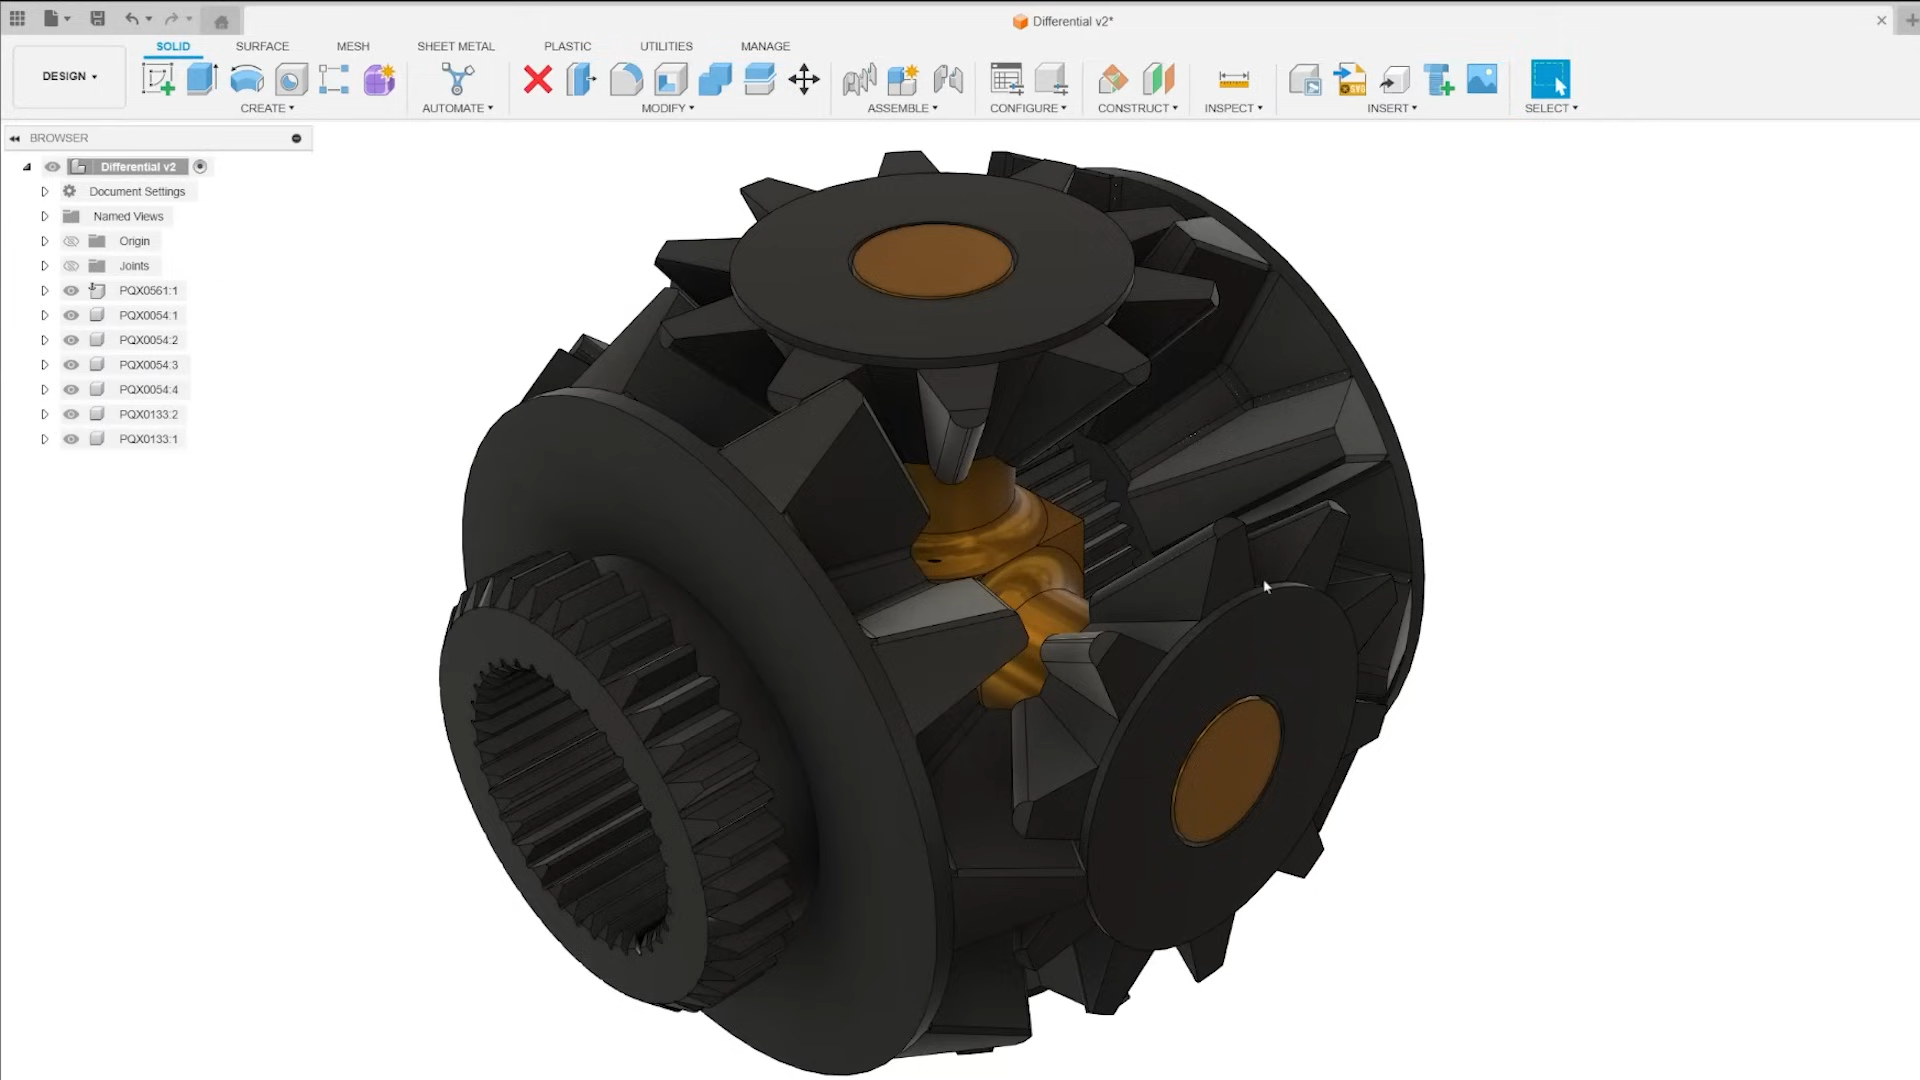 Differential v2*
SOLID SURFACE MESH SHEET METAL PLASTIC UTILITIES MANAGE
DESIGN
CREATE AUTOMATE MODIFY ASSEMBLE CONFIGURE CONSTRUCT INSPECT INSERT SELECT
SVG
BROWSER
Differential v2
Document Settings
Named Views
Origin
Joints
PQX0561:1
PQX0054:1
PQX0054:2
PQX0054:3
PQX0054:4
PQX0133:2
PQX0133:1